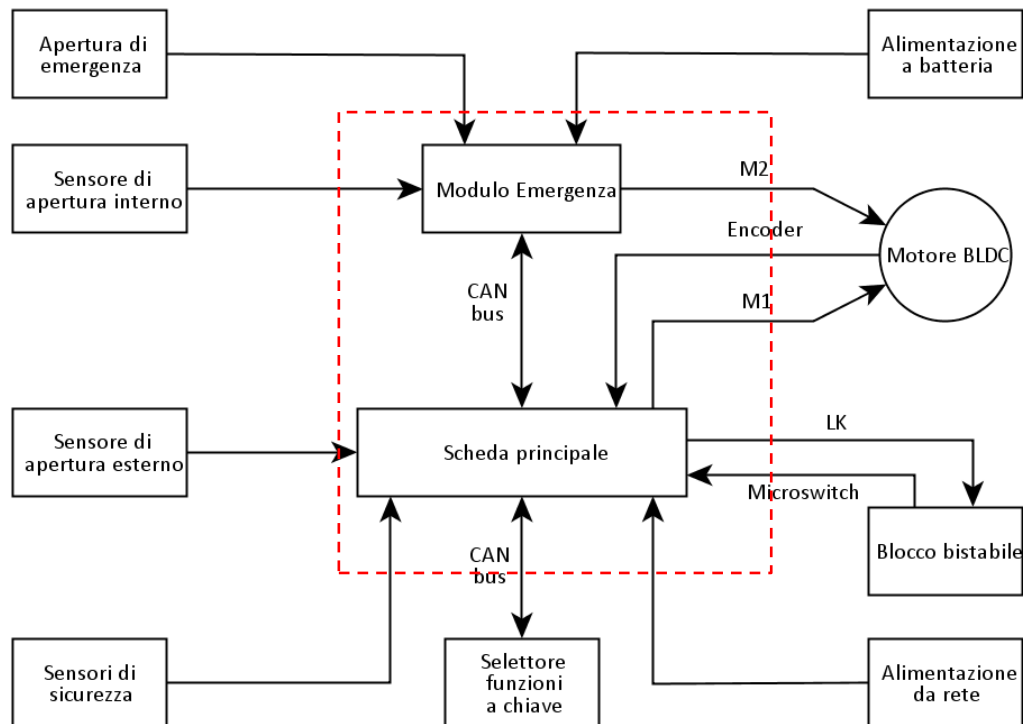 Apertura di
emergenza
Alimentazione
a batteria
Sensore di
apertura interno
Modulo Emergenza
M2
Encoder
Motore BLDC
M1
CAN
bus
Sensore di
apertura esterno
Scheda principale
LK
Microswitch
Blocco bistabile
CAN
bus
Sensori di
sicurezza
Selettore
funzioni
a chiave
Alimentazione
da rete